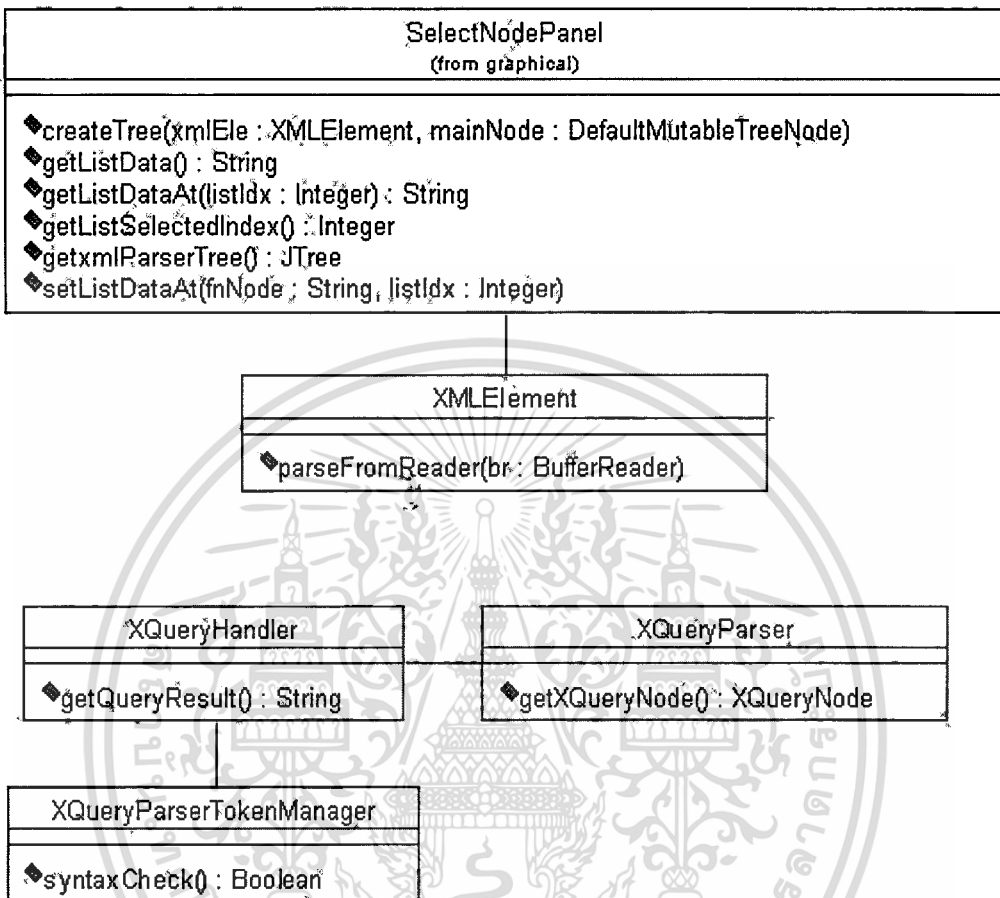 SelectNodePanel
(from graphical)
createTree(xmlEle : XMLElement, mainNode : DefaultMutableTreeNode)
getListData() : String
getListDataAt(listIdx : Integer) : String
getListSelectedIndex() : Integer
getxmlParserTree() : JTree
setListDataAt(fnNode : String, listIdx : Integer)
XMLElement
parseFromReader(br : BufferReader)
XQueryHandler
getQueryResult() : String
XQueryParser
getXQueryNode() : XQueryNode
XQueryParserTokenManager
syntaxCheck() : Boolean